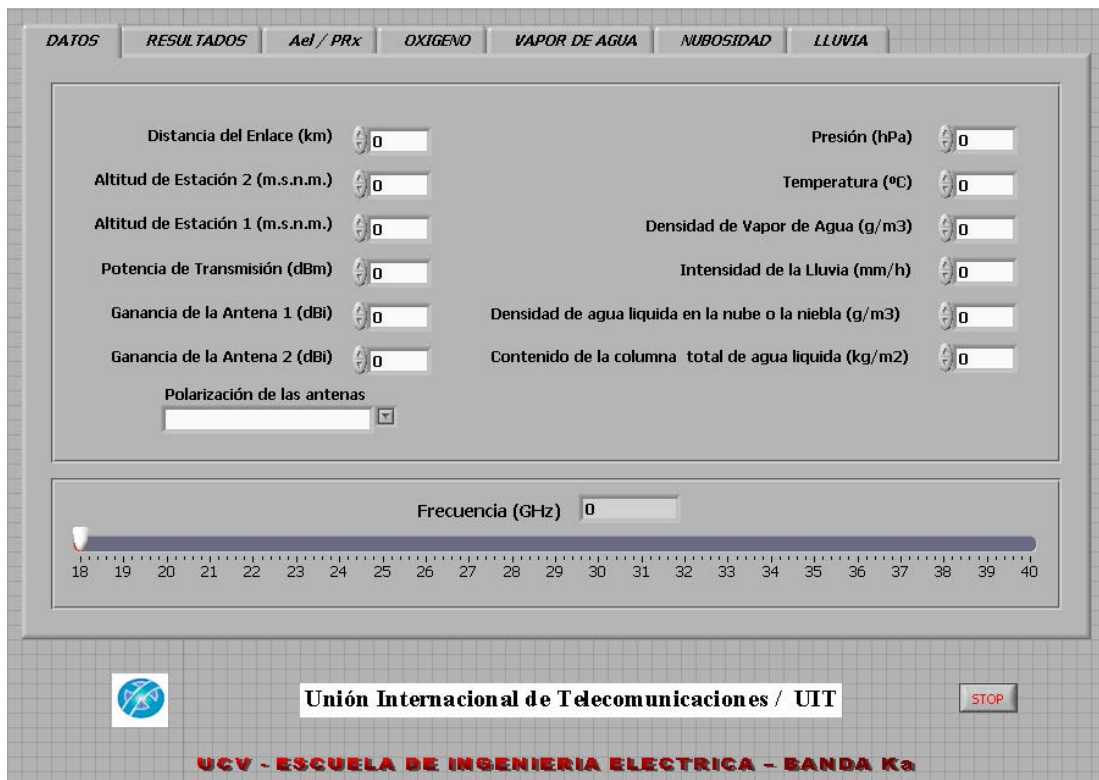 DATOS RESULTADOS Ael / PRx OXIGENO VAPOR DE AGUA NUBOSIDAD LLUVIA
Distancia del Enlace (km) 0
Altitud de Estación 2 (m.s.n.m.) 0
Altitud de Estación 1 (m.s.n.m.) 0
Potencia de Transmisión (dBm) 0
Ganancia de la Antena 1 (dBi) 0
Ganancia de la Antena 2 (dBi) 0
Polarización de las antenas
Presión (hPa) 0
Temperatura (ºC) 0
Densidad de Vapor de Agua (g/m3) 0
Intensidad de la Lluvia (mm/h) 0
Densidad de agua liquida en la nube o la niebla (g/m3) 0
Contenido de la columna total de agua liquida (kg/m2) 0
Frecuencia (GHz) 0
18 19 20 21 22 23 24 25 26 27 28 29 30 31 32 33 34 35 36 37 38 39 40
Unión Internacional de Telecomunicaciones / UIT
STOP
UCV - ESCUELA DE INGENIERIA ELECTRICA - BANDA Ka